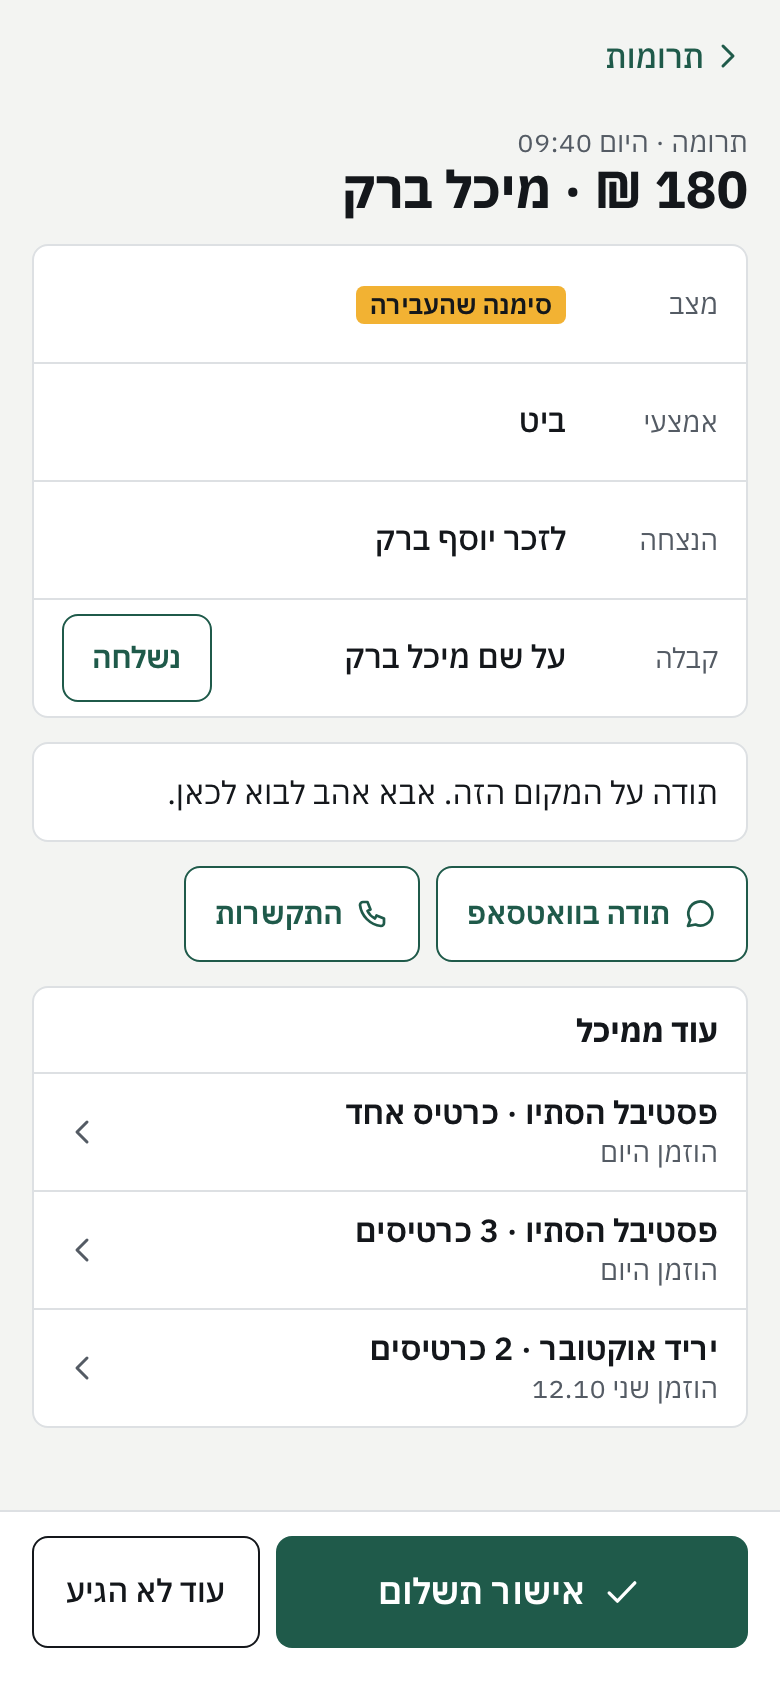 תרומות
תרומה · היום 09:40
180 ₪ · מיכל ברק
מצב
סימנה שהעבירה
אמצעי
ביט
הנצחה
לזכר יוסף ברק
קבלה
על שם מיכל ברק
נשלחה
תודה על המקום הזה. אבא אהב לבוא לכאן.
תודה בוואטסאפ
התקשרות
עוד ממיכל
פסטיבל הסתיו · כרטיס אחד
הוזמן היום
פסטיבל הסתיו · 3 כרטיסים
הוזמן היום
יריד אוקטובר · 2 כרטיסים
הוזמן שני 12.10
אישור תשלום
עוד לא הגיע